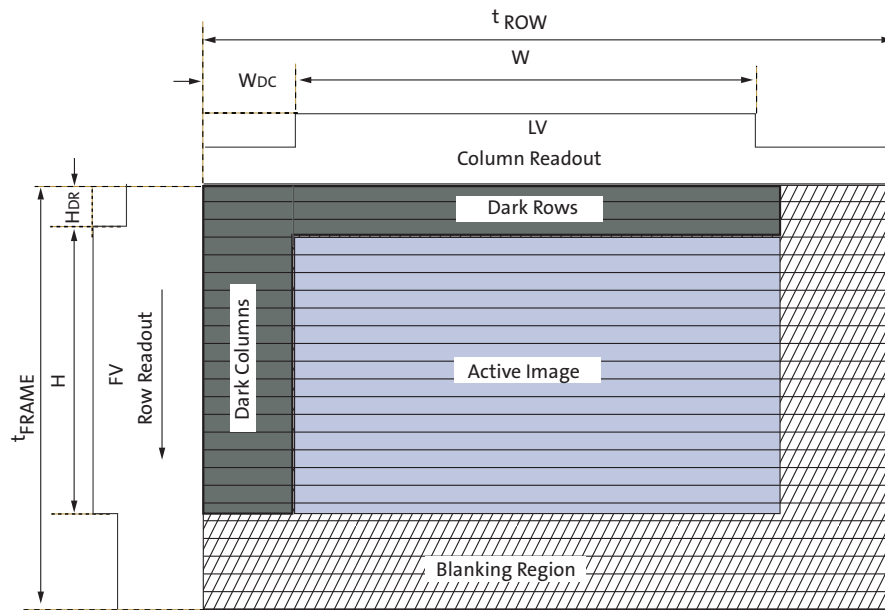 t ROW
W
WDC
LV
Column Readout
HDR
Dark Rows
Dark Columns
Active Image
Row Readout
FV
H
tFRAME
Blanking Region